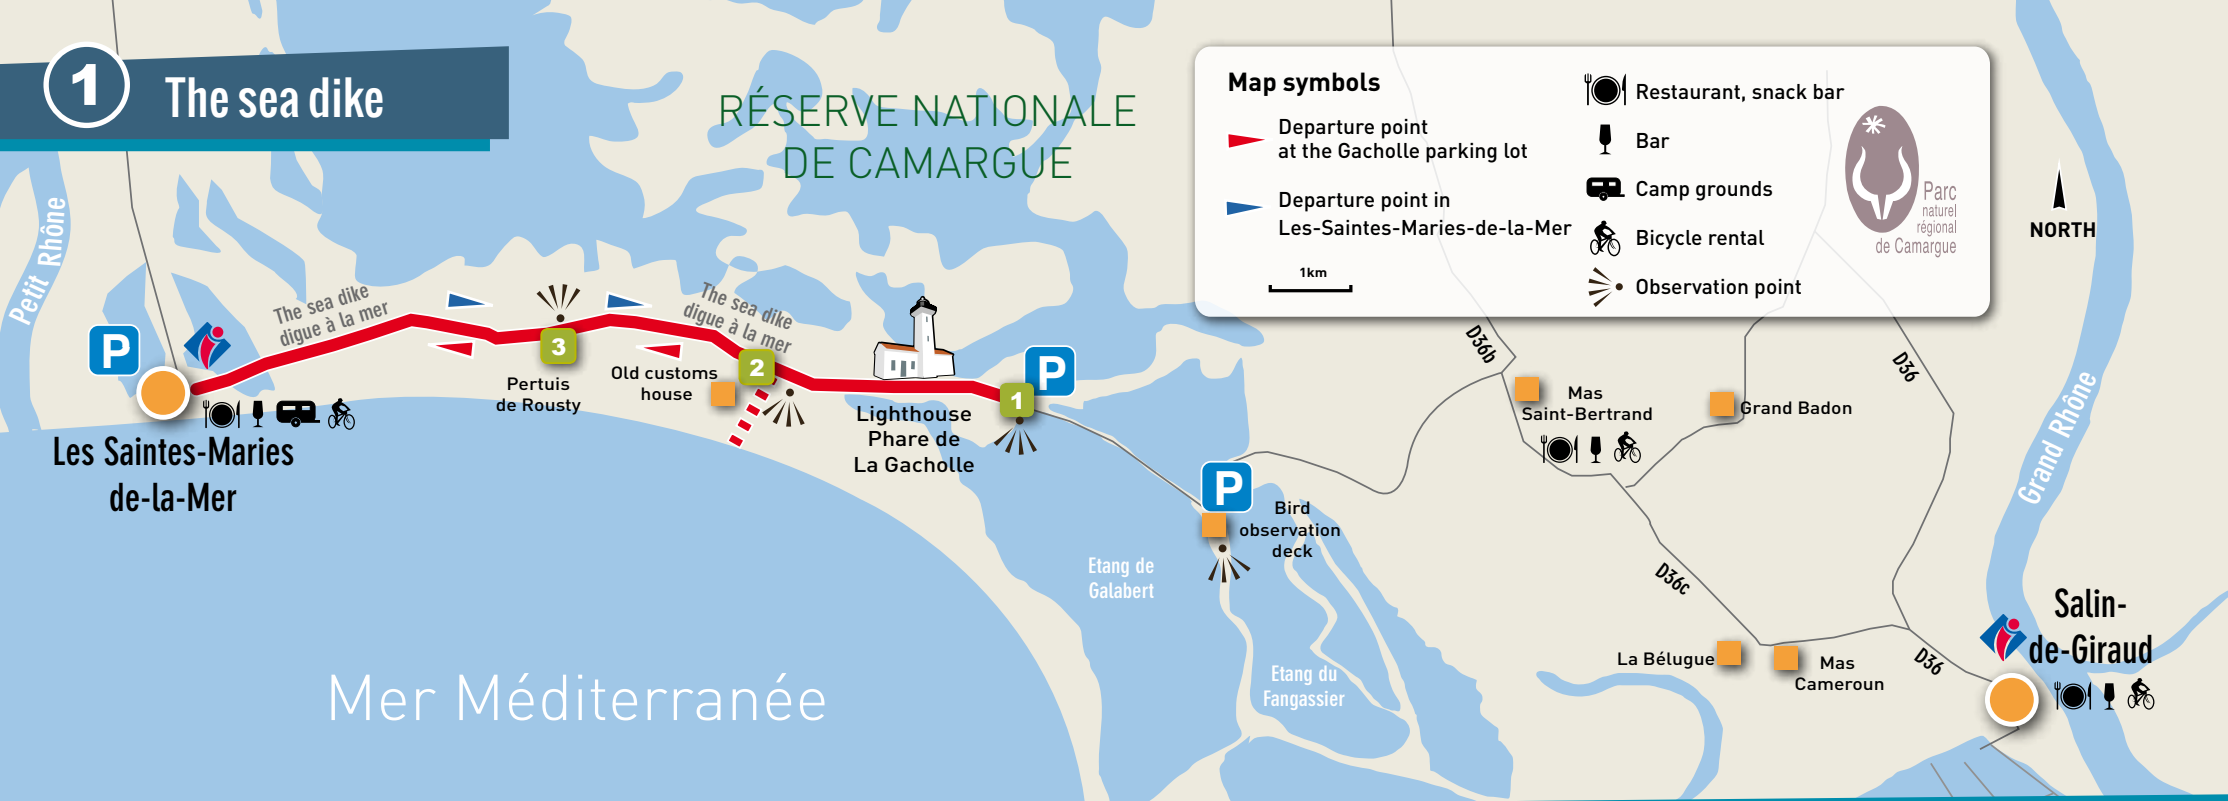 1 The sea dike
RÉSERVE NATIONALE
DE CAMARGUE
Map symbols
Departure point
at the Gacholle parking lot
Departure point in
Les-Saintes-Maries-de-la-Mer
1km
Restaurant, snack bar
Bar
Camp grounds
Bicycle rental
Observation point
Parc
naturel
régional
de Camargue
NORTH
Petit Rhône
P
The sea dike
digue à la mer
3
Pertuis
de Rousty
The sea dike
digue à la mer
Old customs
house
2
Lighthouse
Phare de
La Gacholle
P
1
Les Saintes-Maries
de-la-Mer
P
Bird
observation
deck
Etang de
Galabert
Etang du
Fangassier
Mer Méditerranée
D36b
Mas
Saint-Bertrand
Grand Badon
D36
Grand Rhône
D36c
La Bélugue
Mas
Cameroun
D36
Salin-
de-Giraud